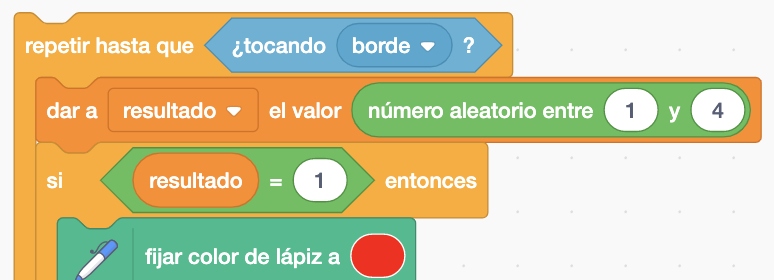 repetir hasta que ¿tocando borde ?
dar a resultado el valor número aleatorio entre 1 y 4
si resultado = 1 entonces
fijar color de lápiz a